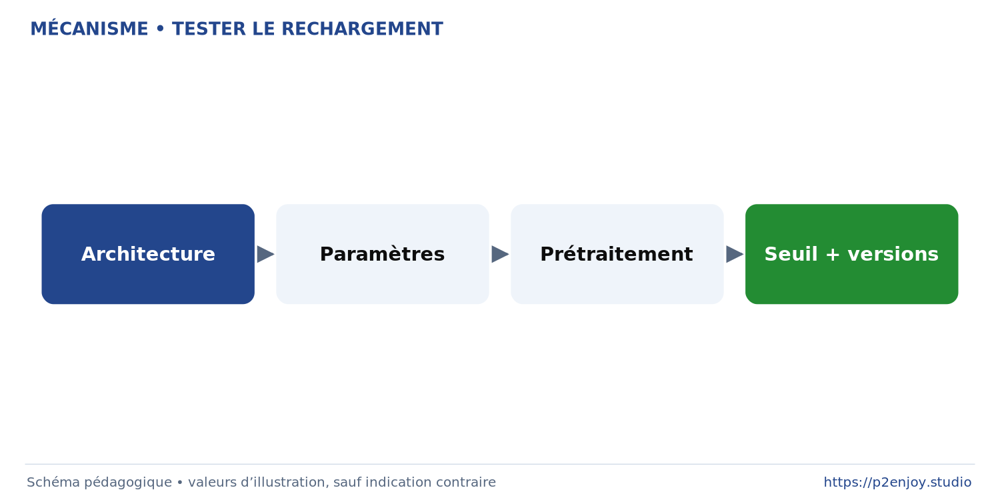 MÉCANISME • TESTER LE RECHARGEMENT
Architecture
Paramètres
Prétraitement
Seuil + versions
Schéma pédagogique • valeurs d’illustration, sauf indication contraire
https://p2enjoy.studio